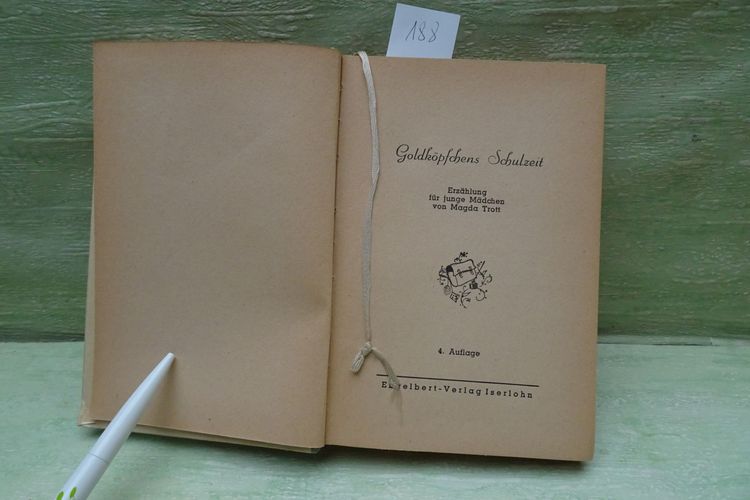 188
Goldköpfchens Schulzeit
Erzählung
für junge Mädchen
von Magda Trott
4. Auflage
Engelbert-Verlag Iserlohn